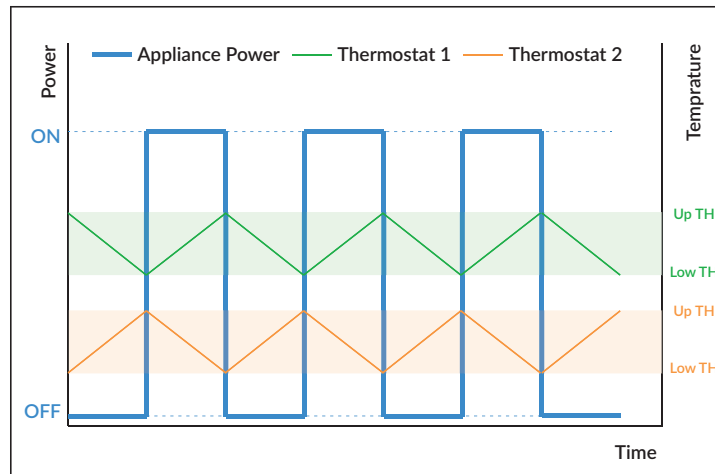 Power
Appliance Power
Thermostat 1
Thermostat 2
Temprature
ON
Up TH
Low TH
Up TH
Low TH
OFF
Time